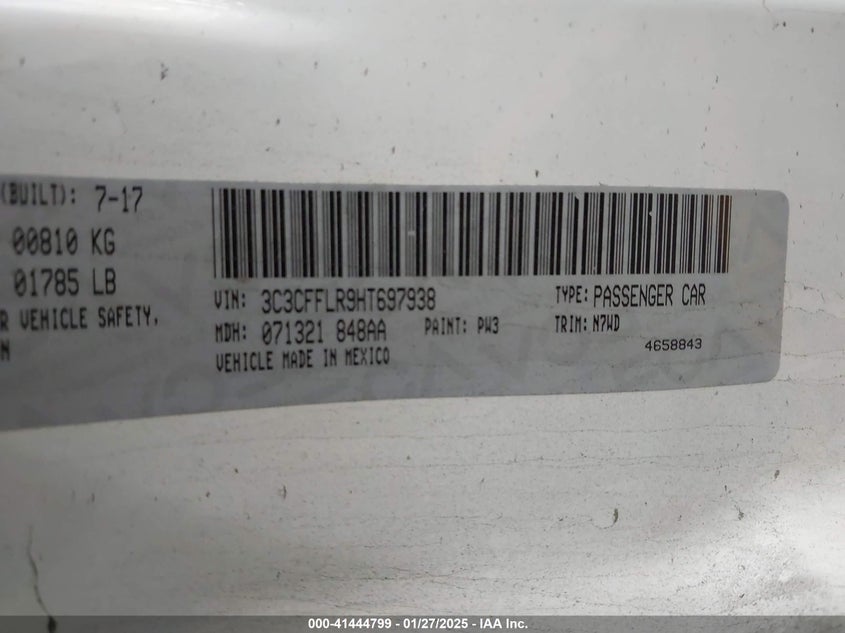 (BUILT): 7-17
00810 KG
01785 LB
R VEHICLE SAFETY,
N
VIN: 3C3CFFLR9HT697938
TYPE: PASSENGER CAR
MDH: 071321 848AA PAINT: PW3
TRIM: N7WD
VEHICLE MADE IN MEXICO
4658843
000-41444799 - 01/27/2025 - IAA Inc.